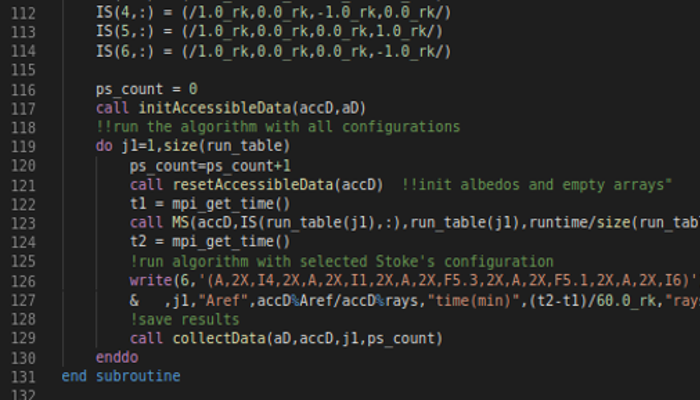 112 IS(4,:) = (/1.0_rk,0.0_rk,-1.0_rk,0.0_rk/)
113 IS(5,:) = (/1.0_rk,0.0_rk,0.0_rk,1.0_rk/)
114 IS(6,:) = (/1.0_rk,0.0_rk,0.0_rk,-1.0_rk/)
115
116 ps_count = 0
117 call initAccessibleData(accD,aD)
118 !!run the algorithm with all configurations
119 do j1=1,size(run_table)
120 ps_count=ps_count+1
121 call resetAccessibleData(accD)  !!init albedos and empty arrays"
122 t1 = mpi_get_time()
123 call MS(accD,IS(run_table(j1),:),run_table(j1),runtime/size(run_tab
124 t2 = mpi_get_time()
125 !run algorithm with selected Stoke's configuration
126 write(6,'(A,2X,I4,2X,A,2X,I1,2X,A,2X,F5.3,2X,A,2X,F5.1,2X,A,2X,I6)'
127 &   ,j1,"Aref",accD%Aref/accD%rays,"time(min)",(t2-t1)/60.0_rk,"ray
128 !save results
129 call collectData(aD,accD,j1,ps_count)
130 enddo
131 end subroutine
132